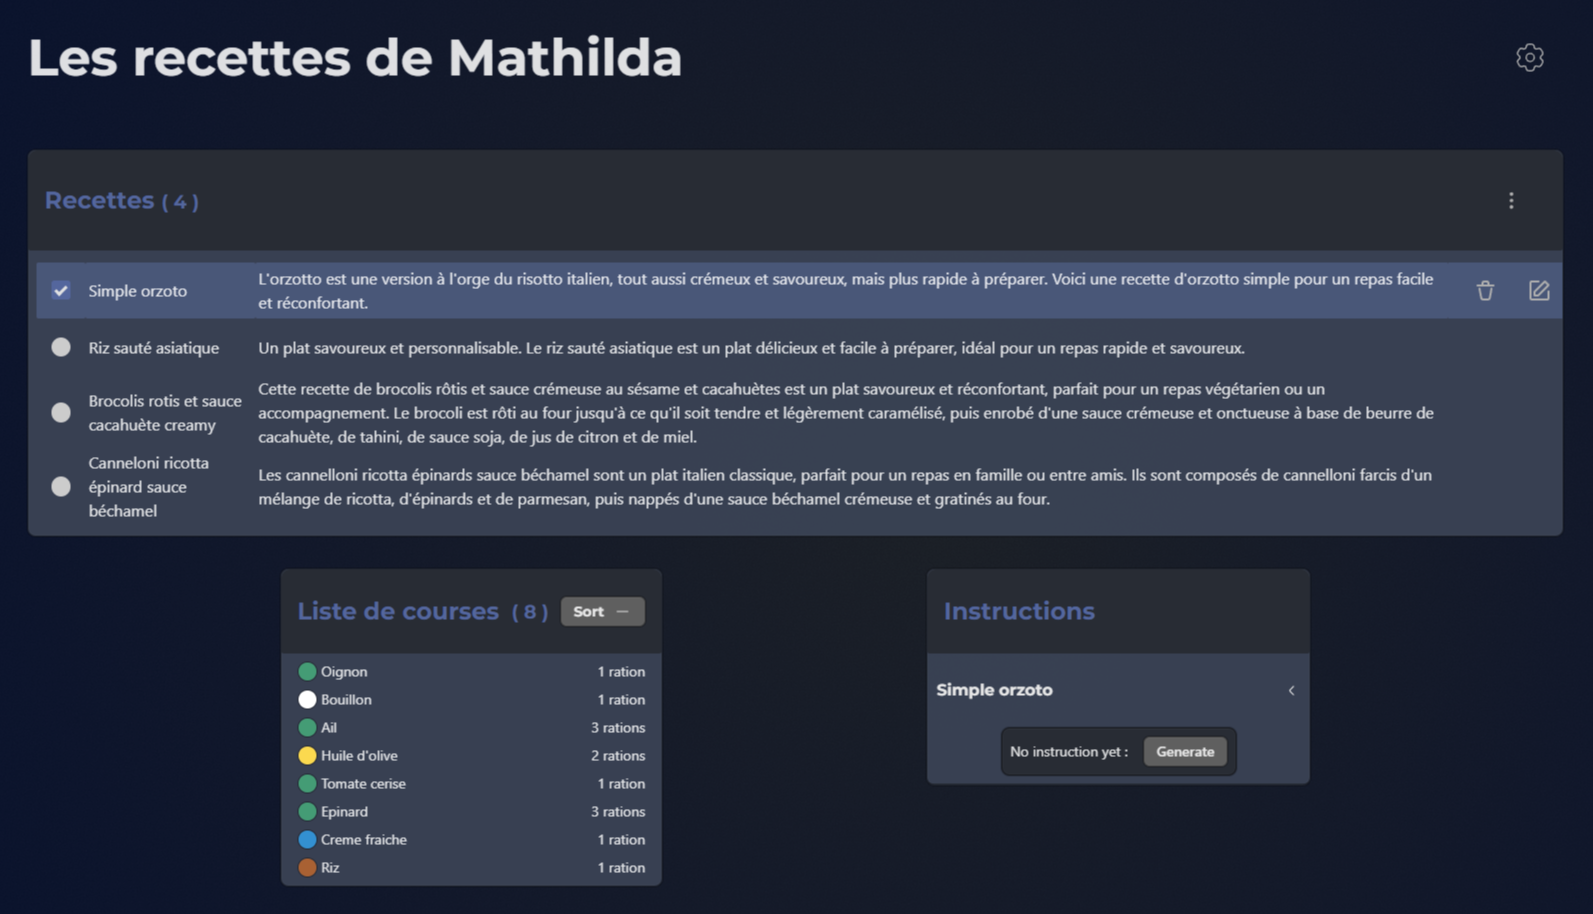 Les recettes de Mathilda
Recettes ( 4 )
Simple orzoto
L'orzotto est une version à l'orge du risotto italien, tout aussi crémeux et savoureux, mais plus rapide à préparer. Voici une recette d'orzotto simple pour un repas facile
et réconfortant.
Riz sauté asiatique
Un plat savoureux et personnalisable. Le riz sauté asiatique est un plat délicieux et facile à préparer, idéal pour un repas rapide et savoureux.
Brocolis rotis et sauce
cacahuète creamy
Cette recette de brocolis rôtis et sauce crémeuse au sésame et cacahuètes est un plat savoureux et réconfortant, parfait pour un repas végétarien ou un
accompagnement. Le brocoli est rôti au four jusqu'à ce qu'il soit tendre et légèrement caramélisé, puis enrobé d'une sauce crémeuse et onctueuse à base de beurre de
cacahuète, de tahini, de sauce soja, de jus de citron et de miel.
Canneloni ricotta
épinard sauce
béchamel
Les cannelloni ricotta épinards sauce béchamel sont un plat italien classique, parfait pour un repas en famille ou entre amis. Ils sont composés de cannelloni farcis d'un
mélange de ricotta, d'épinards et de parmesan, puis nappés d'une sauce béchamel crémeuse et gratinés au four.
Liste de courses ( 8 ) Sort —
Oignon 1 ration
Bouillon 1 ration
Ail 3 rations
Huile d'olive 2 rations
Tomate cerise 1 ration
Epinard 3 rations
Creme fraiche 1 ration
Riz 1 ration
Instructions
Simple orzoto
No instruction yet : Generate